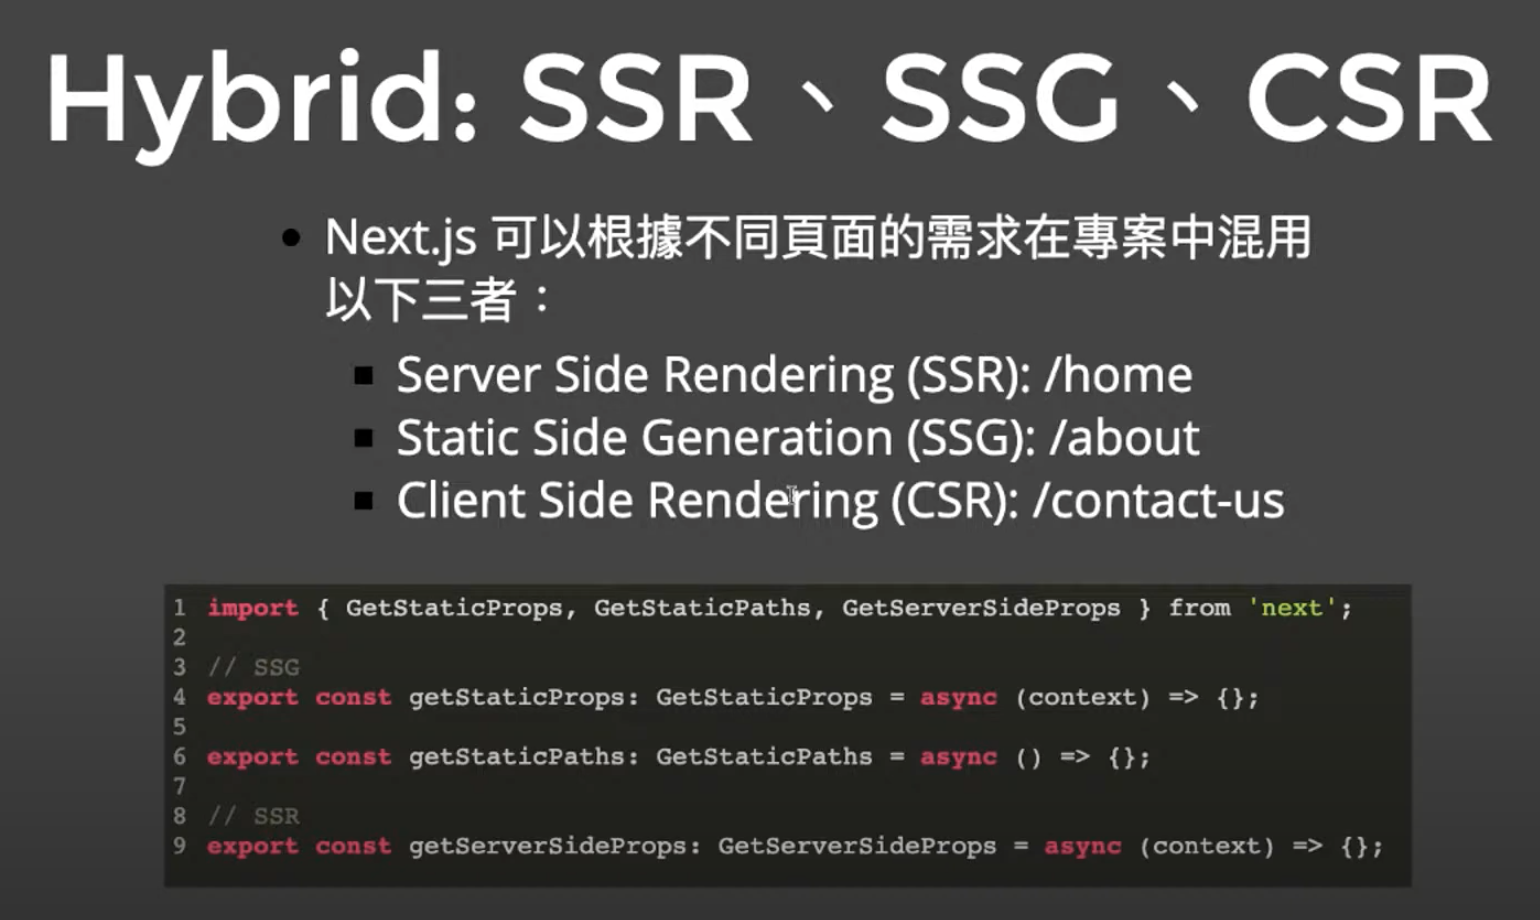 Hybrid: SSR、SSG、CSR
Next.js 可以根據不同頁面的需求在專案中混用
以下三者：
Server Side Rendering (SSR): /home
Static Side Generation (SSG): /about
Client Side Rendering (CSR): /contact-us
1 import { GetStaticProps, GetStaticPaths, GetServerSideProps } from 'next';
2
3 // SSG
4 export const getStaticProps: GetStaticProps = async (context) => {};
5
6 export const getStaticPaths: GetStaticPaths = async () => {};
7
8 // SSR
9 export const getServerSideProps: GetServerSideProps = async (context) => {};